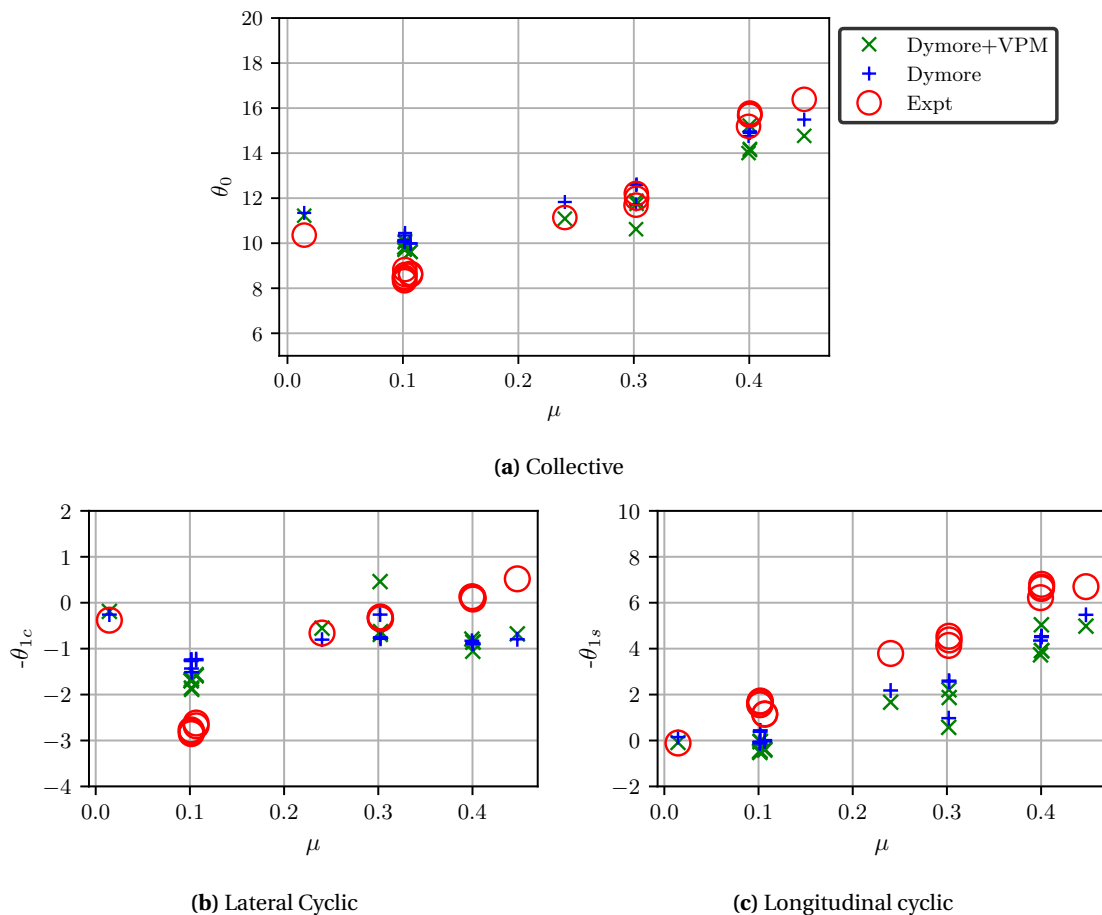 20
18
16
14
12
10
8
6
θ₀
0.0 0.1 0.2 0.3 0.4
μ
Dymore+VPM
Dymore
Expt
(a) Collective
2
1
0
−1
−2
−3
−4
-θ₁c
0.0 0.1 0.2 0.3 0.4
μ
(b) Lateral Cyclic
10
8
6
4
2
0
−2
-θ₁s
0.0 0.1 0.2 0.3 0.4
μ
(c) Longitudinal cyclic